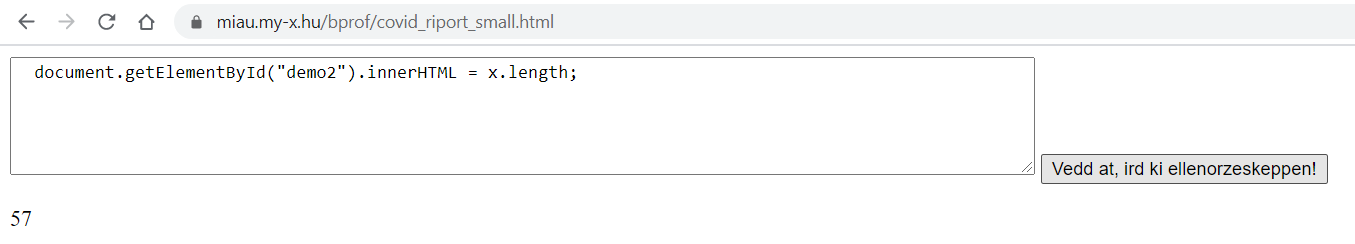 miau.my-x.hu/bprof/covid_riport_small.html
document.getElementById("demo2").innerHTML = x.length;
Vedd at, ird ki ellenorzeskeppen!
57